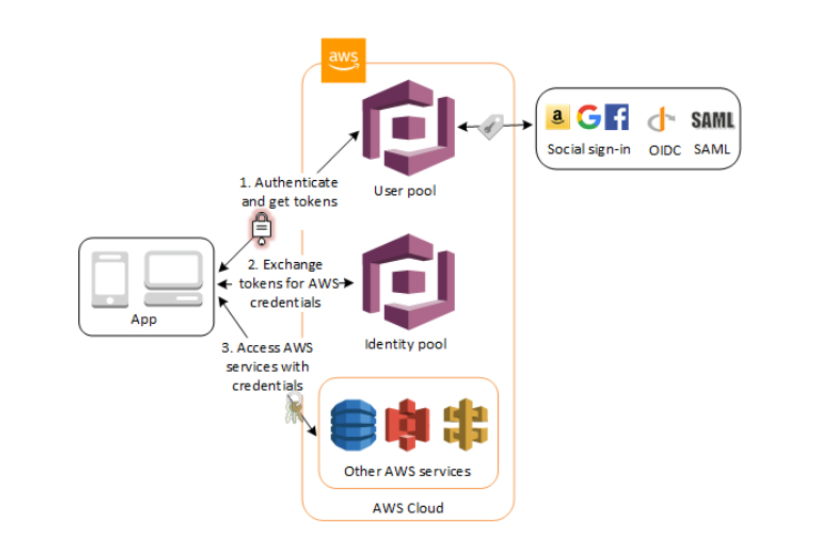 aws
a
G
f
SAML
Social sign-in
OIDC
SAML
1. Authenticate
and get tokens
User pool
2. Exchange
tokens for AWS
credentials
App
Identity pool
3. Access AWS
services with
credentials
Other AWS services
AWS Cloud